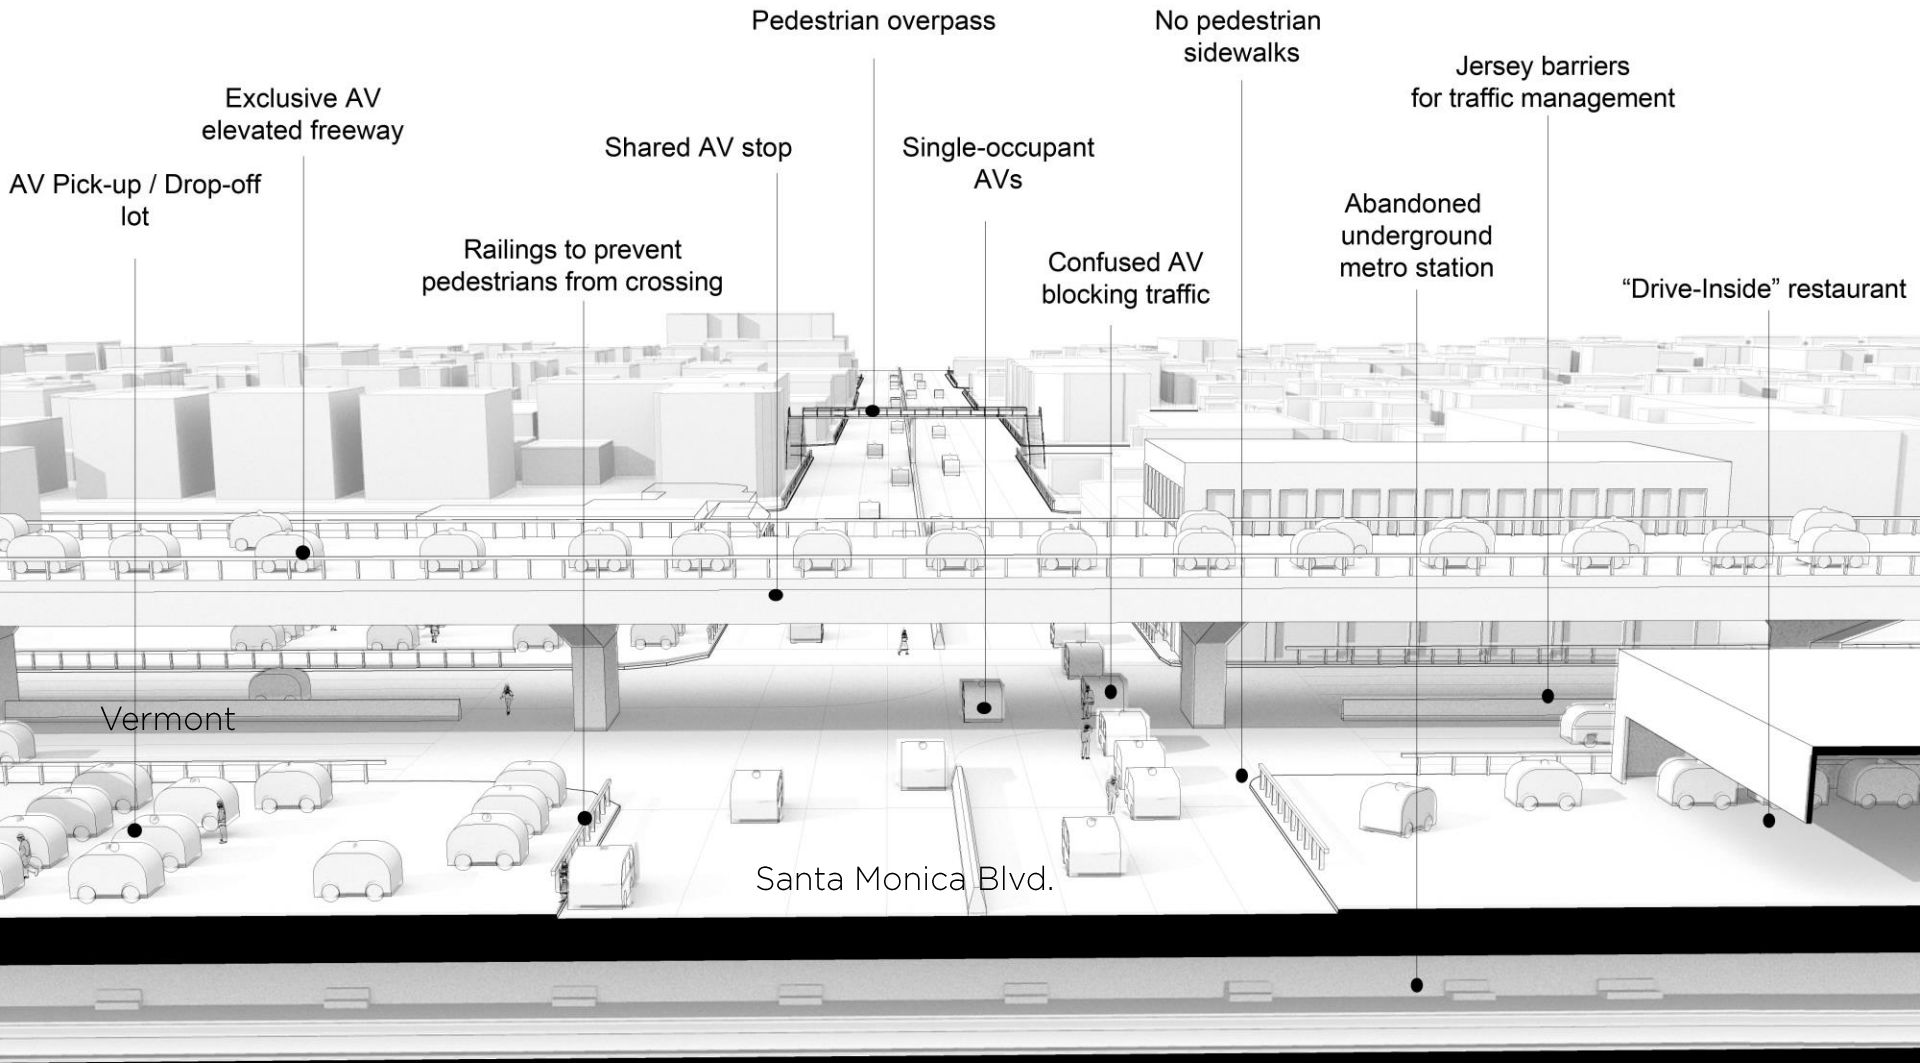 Pedestrian overpass
No pedestrian
sidewalks
Jersey barriers
for traffic management
Exclusive AV
elevated freeway
Shared AV stop
Single-occupant
AVs
AV Pick-up / Drop-off
lot
Abandoned
underground
metro station
Railings to prevent
pedestrians from crossing
Confused AV
blocking traffic
“Drive-Inside” restaurant
Vermont
Santa Monica Blvd.